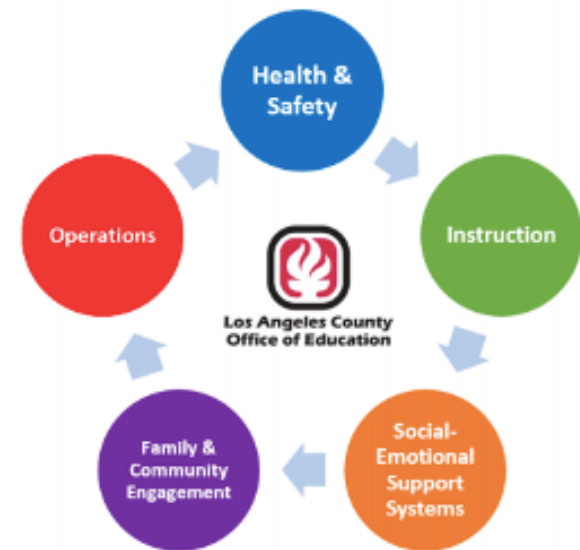 Health &
Safety
Instruction
Social-
Emotional
Support
Systems
Family &
Community
Engagement
Operations
Los Angeles County
Office of Education